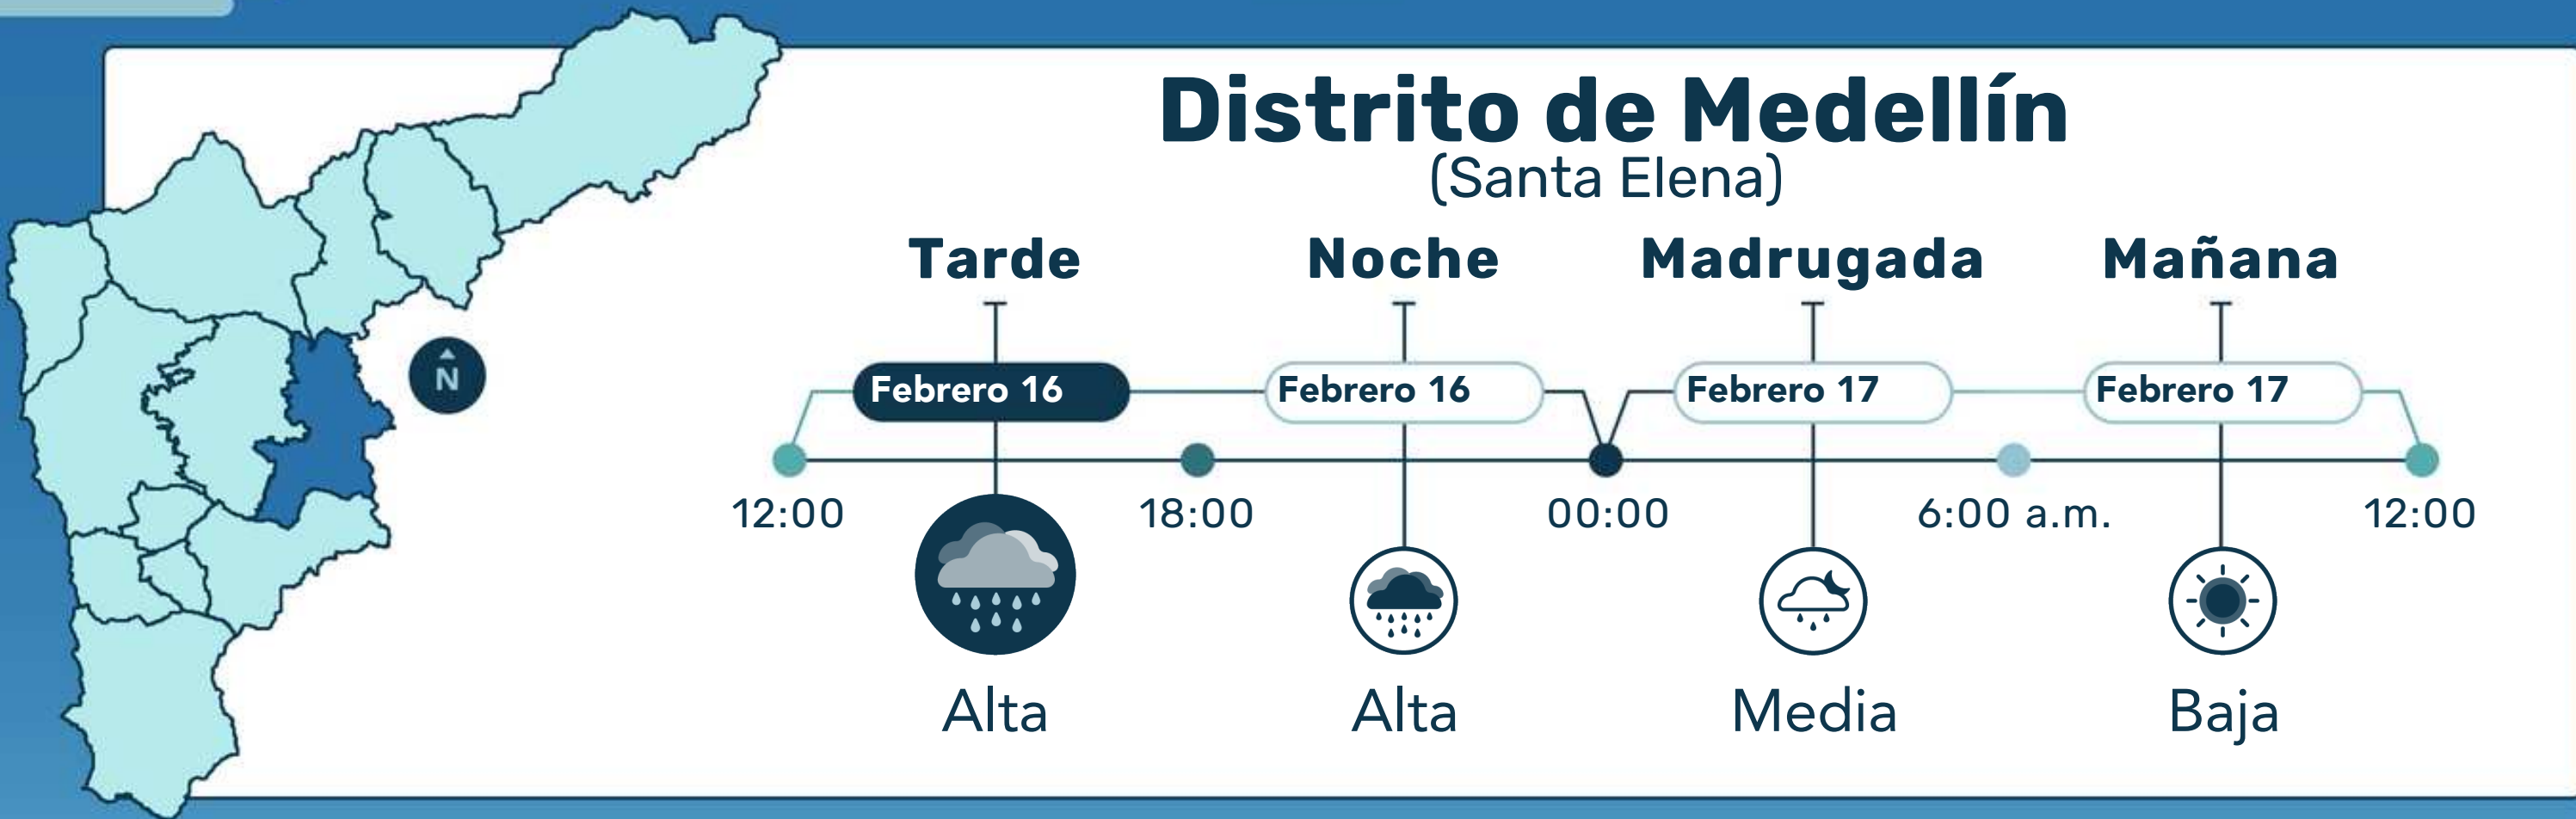 Distrito de Medellín
(Santa Elena)
Tarde Noche Madrugada Mañana
N
Febrero 16 Febrero 16 Febrero 17 Febrero 17
12:00 18:00 00:00 6:00 a.m. 12:00
Alta Alta Media Baja